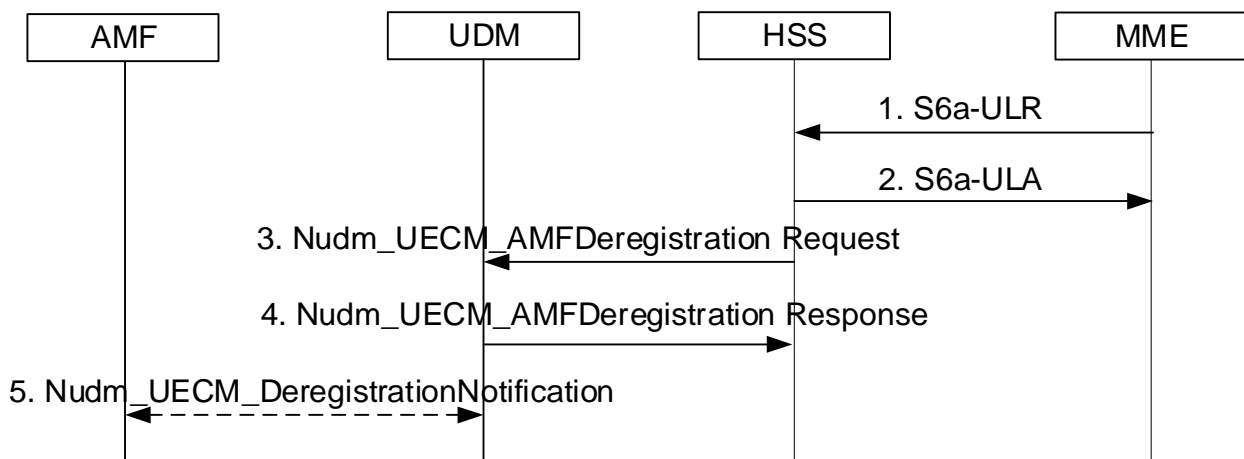 AMF
UDM
HSS
MME
1. S6a-ULR
2. S6a-ULA
3. Nudm_UECM_AMFDeregistration Request
4. Nudm_UECM_AMFDeregistration Response
5. Nudm_UECM_DeregistrationNotification